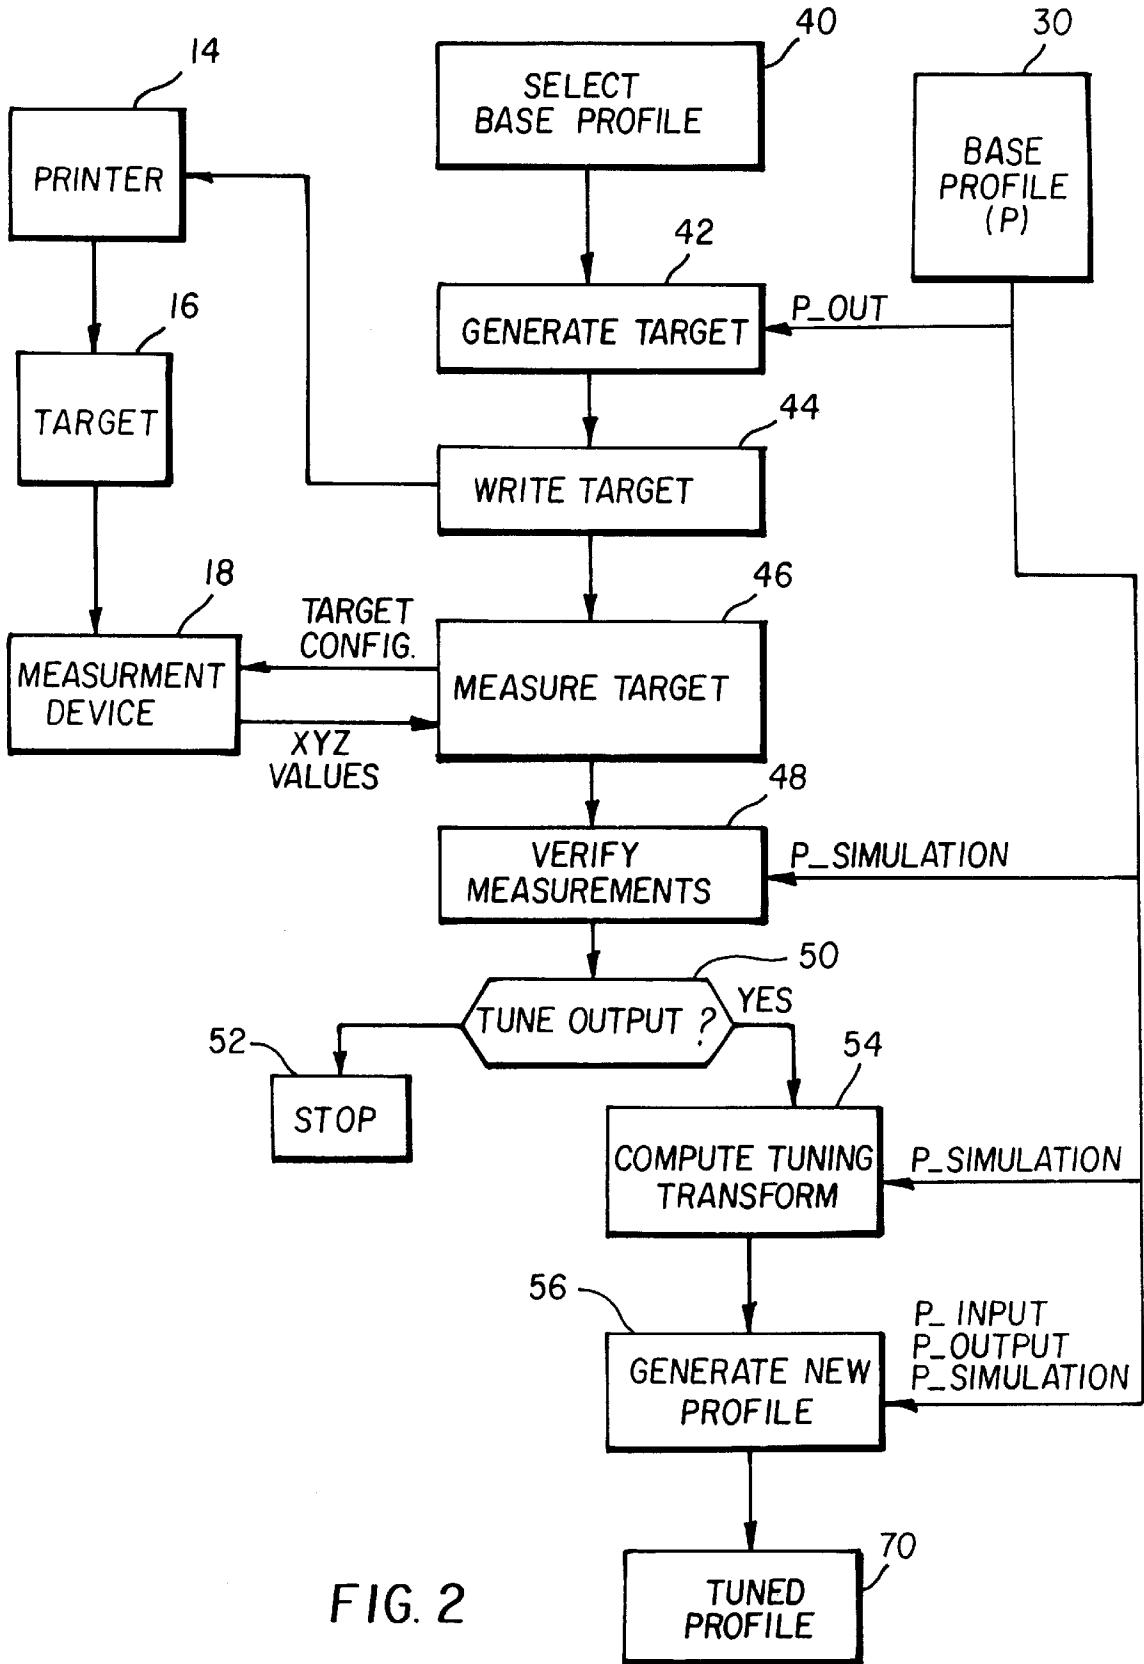 40
30
14
SELECT
BASE PROFILE
BASE
PROFILE
(P)
PRINTER
42
P_OUT
GENERATE TARGET
16
TARGET
44
WRITE TARGET
18
46
TARGET
CONFIG.
MEASURMENT
DEVICE
MEASURE TARGET
XYZ
VALUES
48
VERIFY
MEASUREMENTS
P_SIMULATION
50
TUNE OUTPUT ?
YES
52
STOP
54
COMPUTE TUNING
TRANSFORM
P_SIMULATION
56
P_ INPUT
P_OUTPUT
P_SIMULATION
GENERATE NEW
PROFILE
70
TUNED
PROFILE
FIG. 2